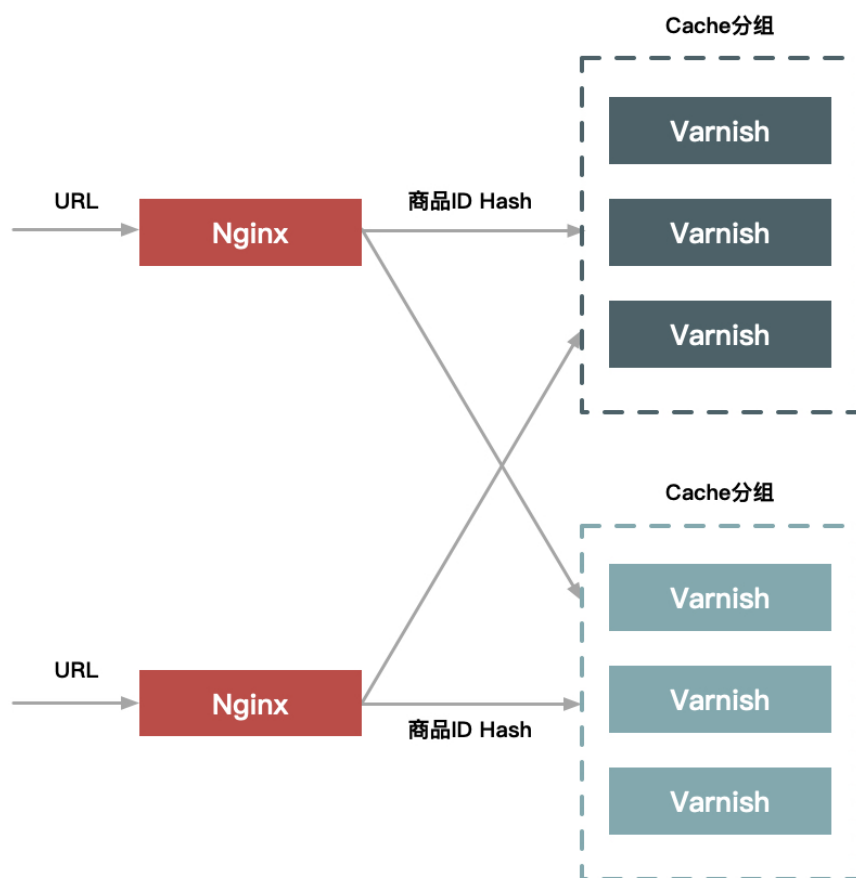 Cache分组
Varnish
URL
商品ID Hash
Nginx
Varnish
Varnish
Cache分组
Varnish
URL
Nginx
商品ID Hash
Varnish
Varnish